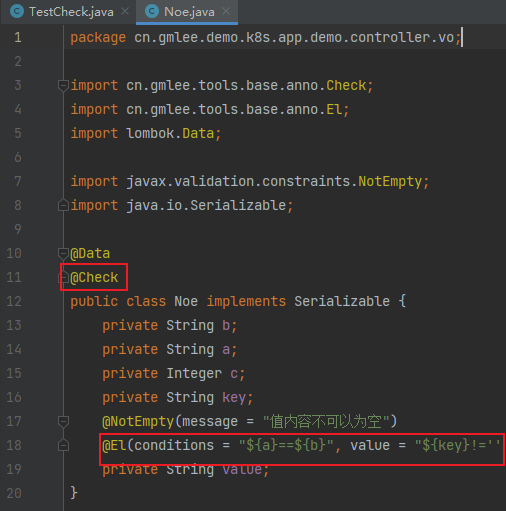 TestCheck.java × Noe.java ×
1 package cn.gmlee.demo.k8s.app.demo.controller.vo;
2
3 import cn.gmlee.tools.base.anno.Check;
4 import cn.gmlee.tools.base.anno.El;
5 import lombok.Data;
6
7 import javax.validation.constraints.NotEmpty;
8 import java.io.Serializable;
9
10 @Data
11 @Check
12 public class Noe implements Serializable {
13 private String b;
14 private String a;
15 private Integer c;
16 private String key;
17 @NotEmpty(message = "值内容不可以为空")
18 @El(conditions = "${a}==${b}", value = "${key}!=''
19 private String value;
20 }